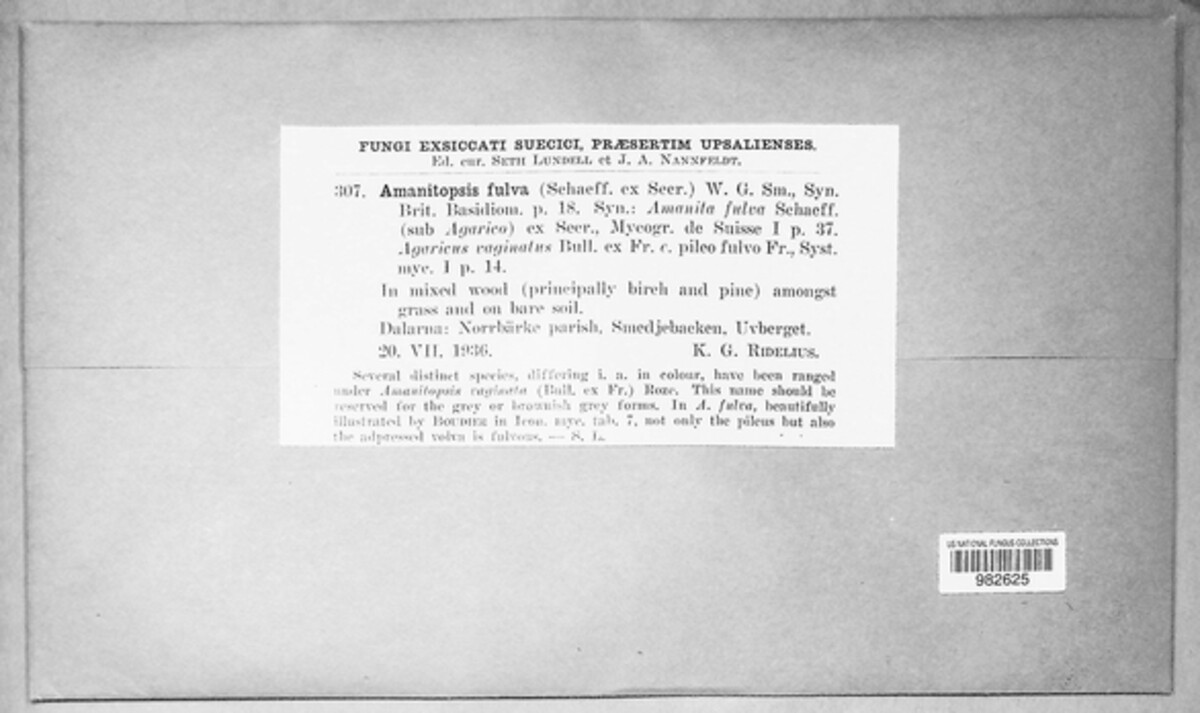 FUNGI EXSICCATI SUECICI, PRÆSERTIM UPSALIENSES.
Ed. cur. SETH LUNDELL et J. A. NANNFELDT.
307. Amanitopsis fulva (Schaeff. ex Secr.) W. G. Sm., Syn.
Brit. Basidiom. p. 18. Syn.: Amanita fulva Schaeff.
(sub Agarico) ex Secr., Mycogr. de Suisse I p. 37.
Agaricus vaginatus Bull. ex Fr. c. pileo fulvo Fr., Syst.
myc. I p. 14.
In mixed wood (principally birch and pine) amongst
grass and on bare soil.
Dalarna: Norrbärke parish, Smedjebacken, Uvberget.
20. VII. 1936. K. G. RIDELIUS.
Several distinct species, differing i. a. in colour, have been ranged
under Amanitopsis vaginata (Bull. ex Fr.) Roze. This name should be
reserved for the grey or brownish grey forms. In A. fulva, beautifully
illustrated by BOUDIER in Icon. myc. tab. 7, not only the pileus but also
the adpressed volva is fulvous. — S. L.
US NATIONAL FUNGUS COLLECTIONS
982625